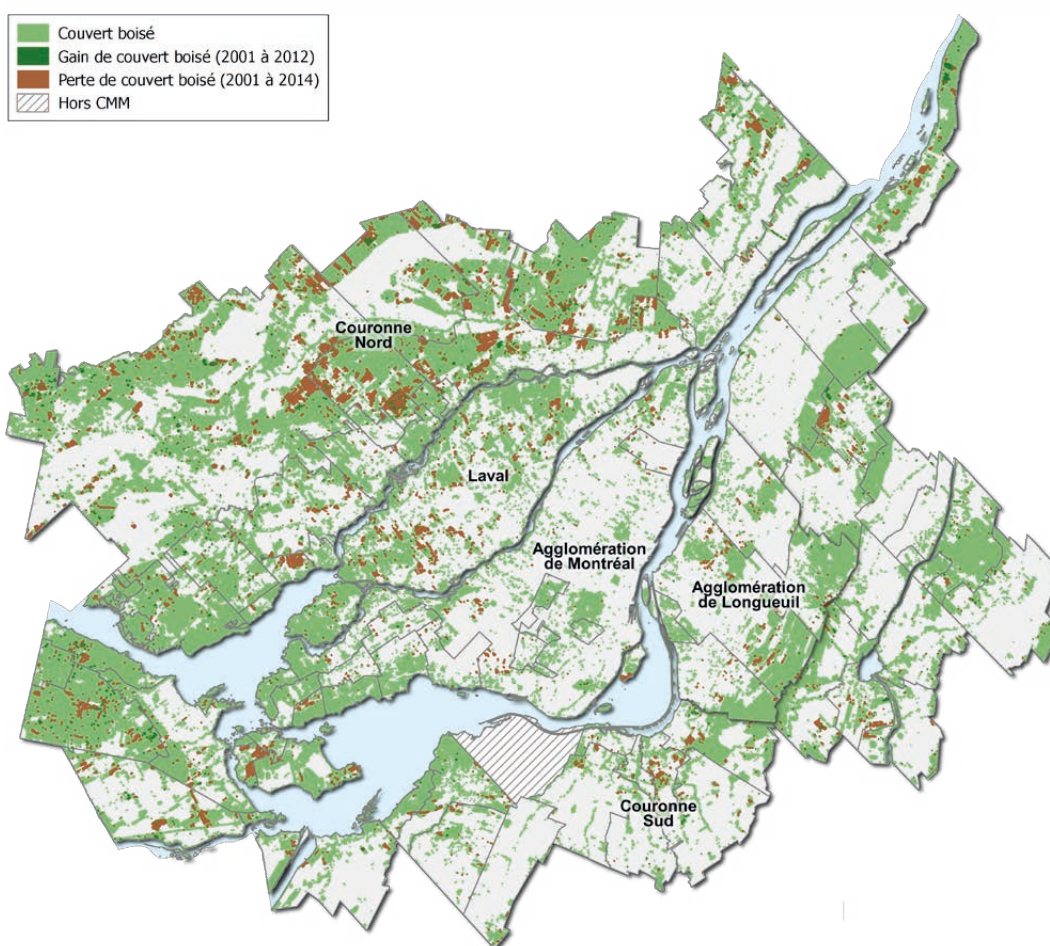 Couvert boisé
Gain de couvert boisé (2001 à 2012)
Perte de couvert boisé (2001 à 2014)
Hors CMM
Couronne
Nord
Laval
Agglomération
de Montréal
Agglomération
de Longueuil
Couronne
Sud